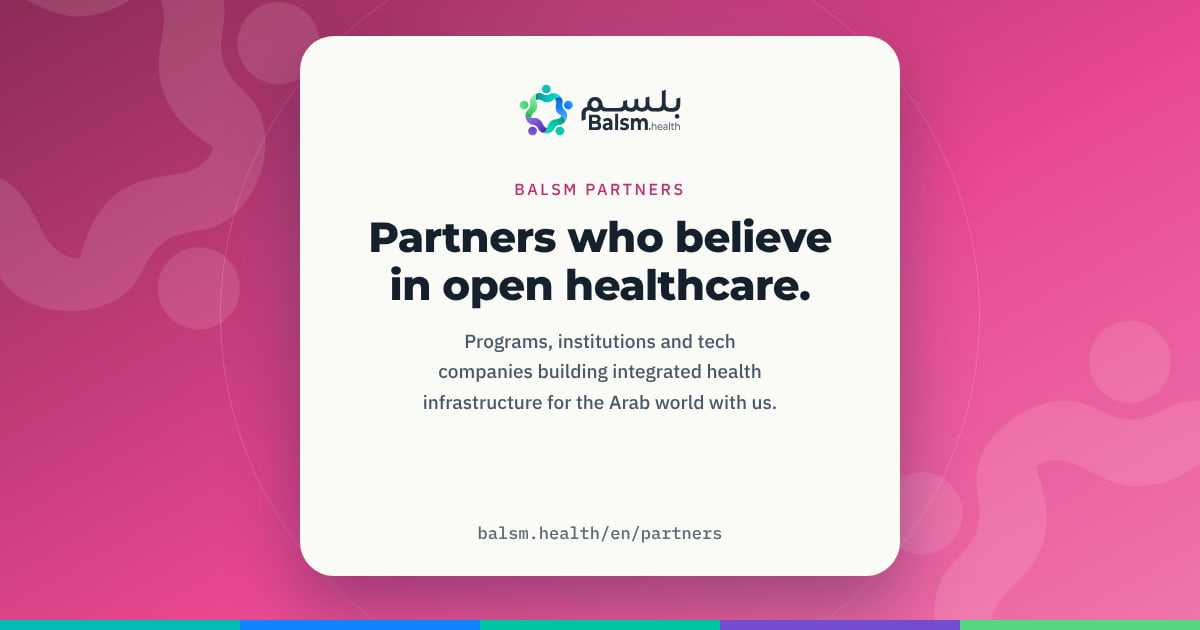 بلسم
Balsm.health
BALSM PARTNERS
Partners who believe
in open healthcare.
Programs, institutions and tech
companies building integrated health
infrastructure for the Arab world with us.
balsm.health/en/partners